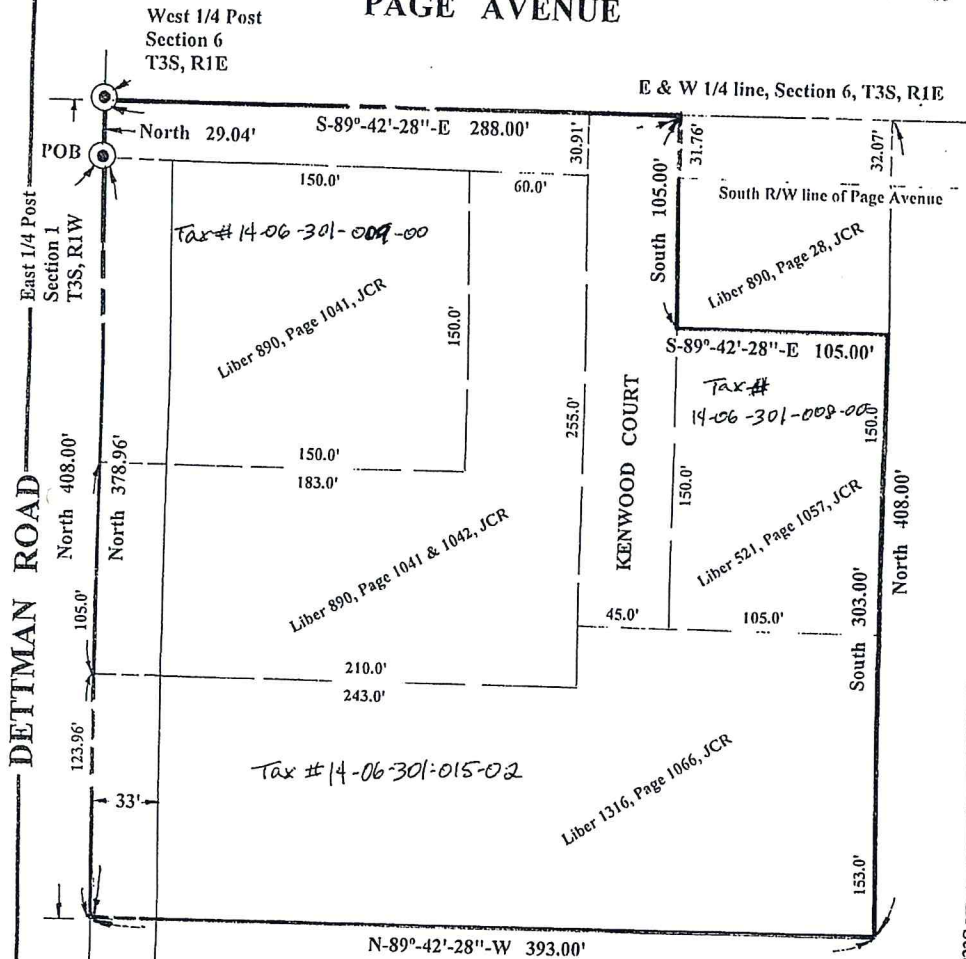 PAGE AVENUE
West 1/4 Post
Section 6
T3S, R1E
E & W 1/4 line, Section 6, T3S, R1E
North 29.04'
S-89°-42'-28"-E 288.00'
30.91'
31.76'
32.07'
POB
150.0'
60.0'
South 105.00'
South R/W line of Page Avenue
East 1/4 Post
Section 1
T3S, R1W
Tax# 14-06-301-009-00
Liber 890, Page 1041, JCR
150.0'
Liber 890, Page 28, JCR
S-89°-42'-28"-E 105.00'
Tax #
14-06-301-008-00
150.0'
255.0'
KENWOOD COURT
150.0'
150.0'
183.0'
DETTMAN ROAD
North 408.00'
North 378.96'
105.0'
Liber 890, Page 1041 & 1042, JCR
Liber 521, Page 1057, JCR
North 408.00'
South 303.00'
45.0'
105.0'
210.0'
243.0'
123.96'
Tax # 14-06-301-015-02
33'
Liber 1316, Page 1066, JCR
153.0'
N-89°-42'-28"-W 393.00'